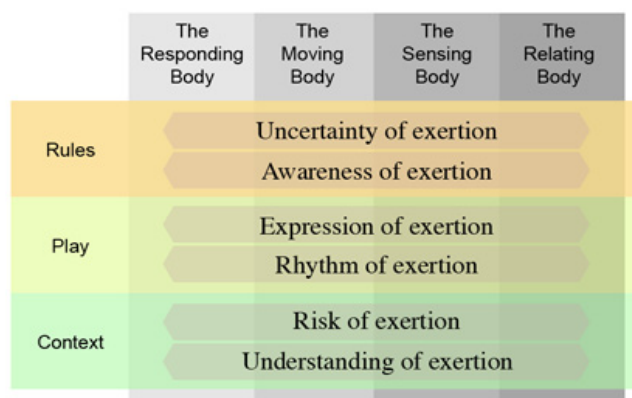 The Responding Body
The Moving Body
The Sensing Body
The Relating Body
Rules
Uncertainty of exertion
Awareness of exertion
Play
Expression of exertion
Rhythm of exertion
Context
Risk of exertion
Understanding of exertion